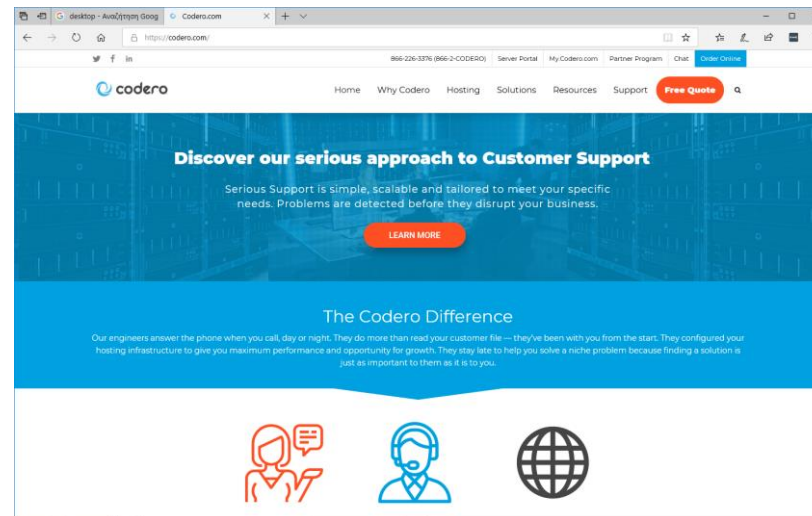 desktop - Αναζήτηση Goog
Codero.com
https://codero.com/
866-226-3376 (866-2-CODERO) Server Portal My.Codero.com Partner Program Chat Order Online
codero
Home Why Codero Hosting Solutions Resources Support Free Quote
Discover our serious approach to Customer Support
Serious Support is simple, scalable and tailored to meet your specific
needs. Problems are detected before they disrupt your business.
LEARN MORE
The Codero Difference
Our engineers answer the phone when you call, day or night. They do more than read your customer file — they've been with you from the start. They configured your
hosting infrastructure to give you maximum performance and opportunity for growth. They stay late to help you solve a niche problem because finding a solution is
just as important to them as it is to you.